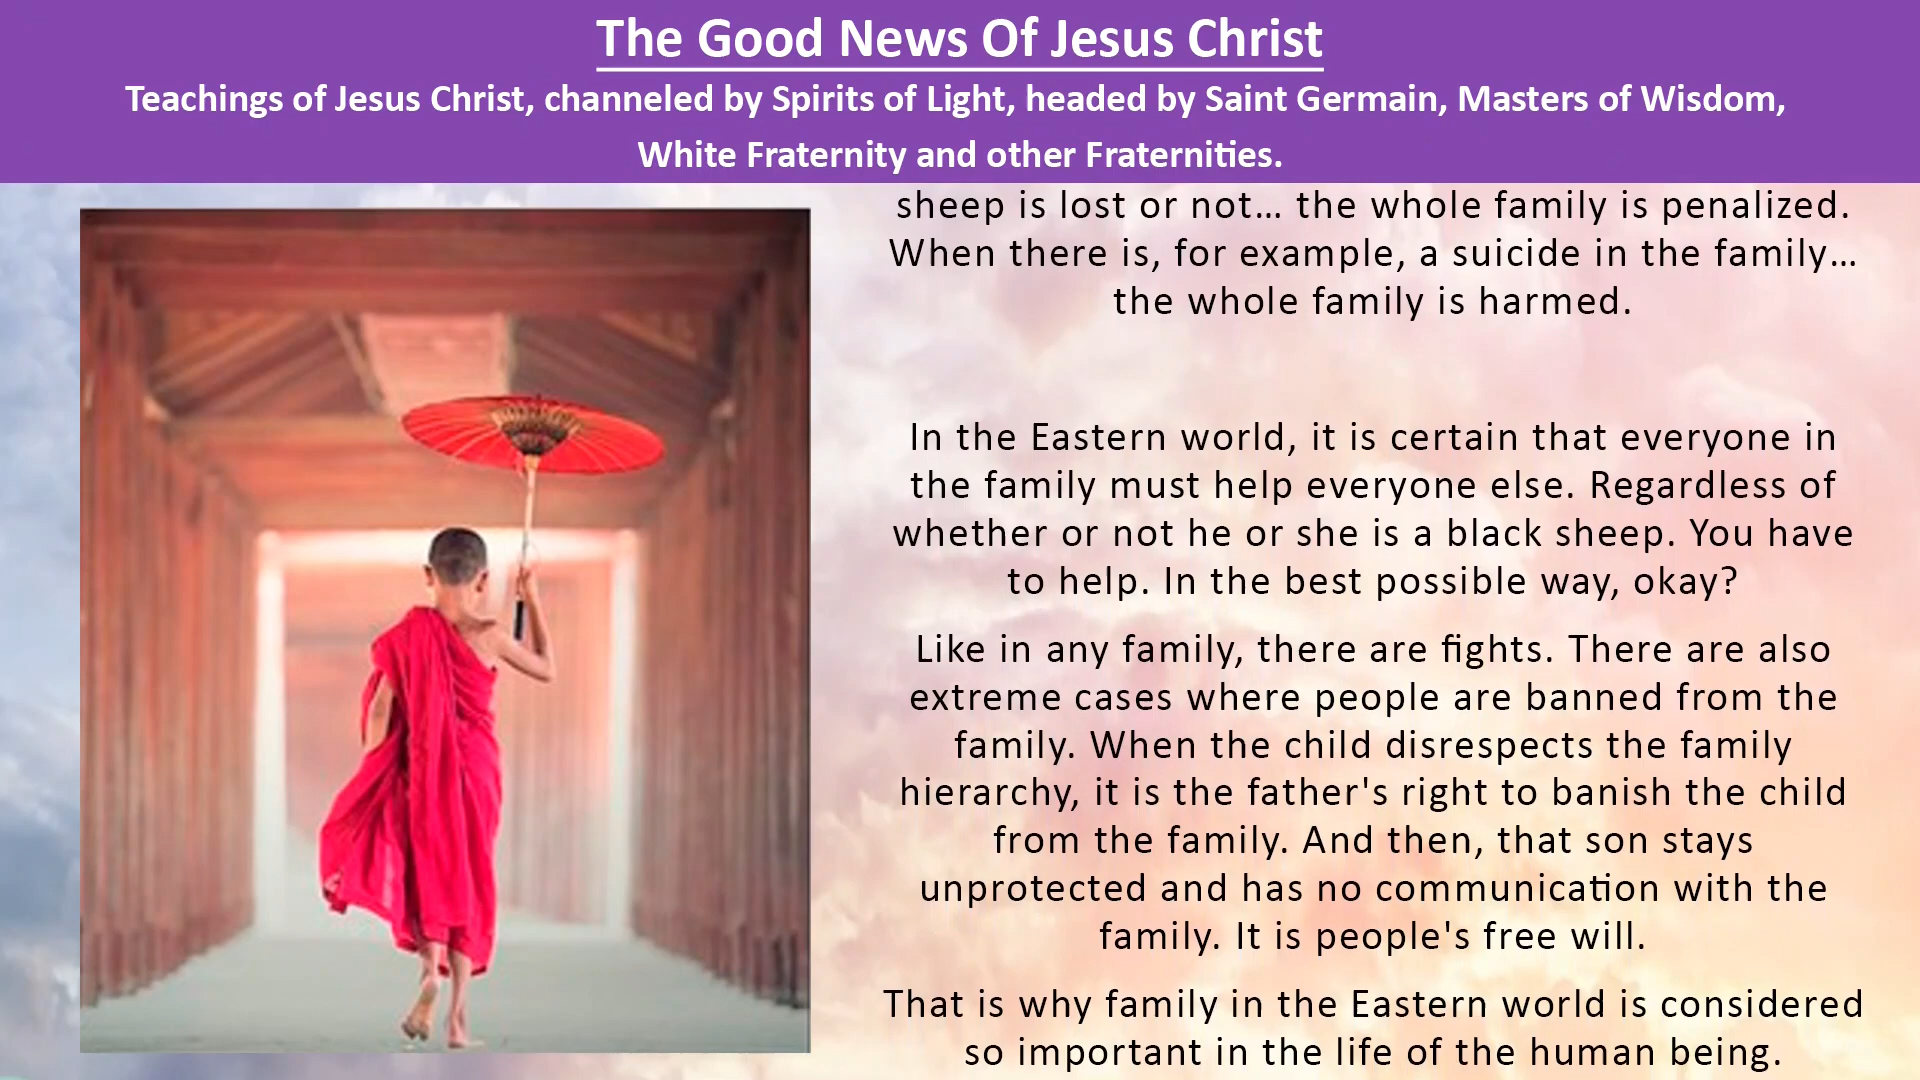 The Good News Of Jesus Christ
Teachings of Jesus Christ, channeled by Spirits of Light, headed by Saint Germain, Masters of Wisdom,
White Fraternity and other Fraternities.
sheep is lost or not... the whole family is penalized.
When there is, for example, a suicide in the family...
the whole family is harmed.
In the Eastern world, it is certain that everyone in
the family must help everyone else. Regardless of
whether or not he or she is a black sheep. You have
to help. In the best possible way, okay?
Like in any family, there are fights. There are also
extreme cases where people are banned from the
family. When the child disrespects the family
hierarchy, it is the father's right to banish the child
from the family. And then, that son stays
unprotected and has no communication with the
family. It is people's free will.
That is why family in the Eastern world is considered
so important in the life of the human being.